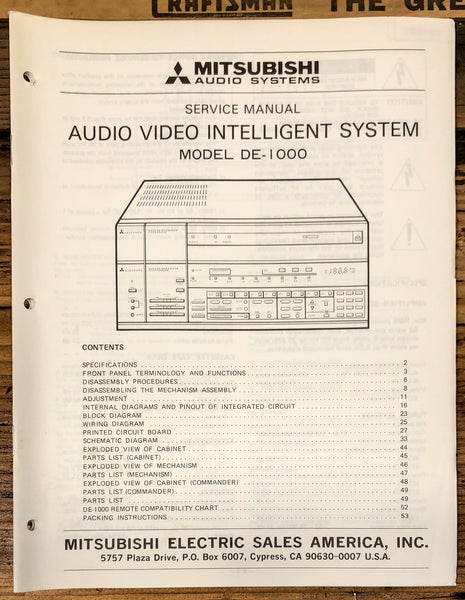 CRAFTSMAN THE GRE
MITSUBISHI
AUDIO SYSTEMS
SERVICE MANUAL
AUDIO VIDEO INTELLIGENT SYSTEM
MODEL DE-1000
CONTENTS
SPECIFICATIONS 2
FRONT PANEL TERMINOLOGY AND FUNCTIONS 3
DISASSEMBLY PROCEDURES 6
DISASSEMBLING THE MECHANISM ASSEMBLY 8
ADJUSTMENT 11
INTERNAL DIAGRAMS AND PINOUT OF INTEGRATED CIRCUIT 16
BLOCK DIAGRAM 23
WIRING DIAGRAM 25
PRINTED CIRCUIT BOARD 27
SCHEMATIC DIAGRAM 33
EXPLODED VIEW OF CABINET 44
PARTS LIST (CABINET) 45
EXPLODED VIEW OF MECHANISM 46
PARTS LIST (MECHANISM) 47
EXPLODED VIEW OF CABINET (COMMANDER) 48
PARTS LIST (COMMANDER) 49
PARTS LIST 49
DE-1000 REMOTE COMPATIBILITY CHART 52
PACKING INSTRUCTIONS 53
MITSUBISHI ELECTRIC SALES AMERICA, INC.
5757 Plaza Drive, P.O. Box 6007, Cypress, CA 90630-0007 U.S.A.